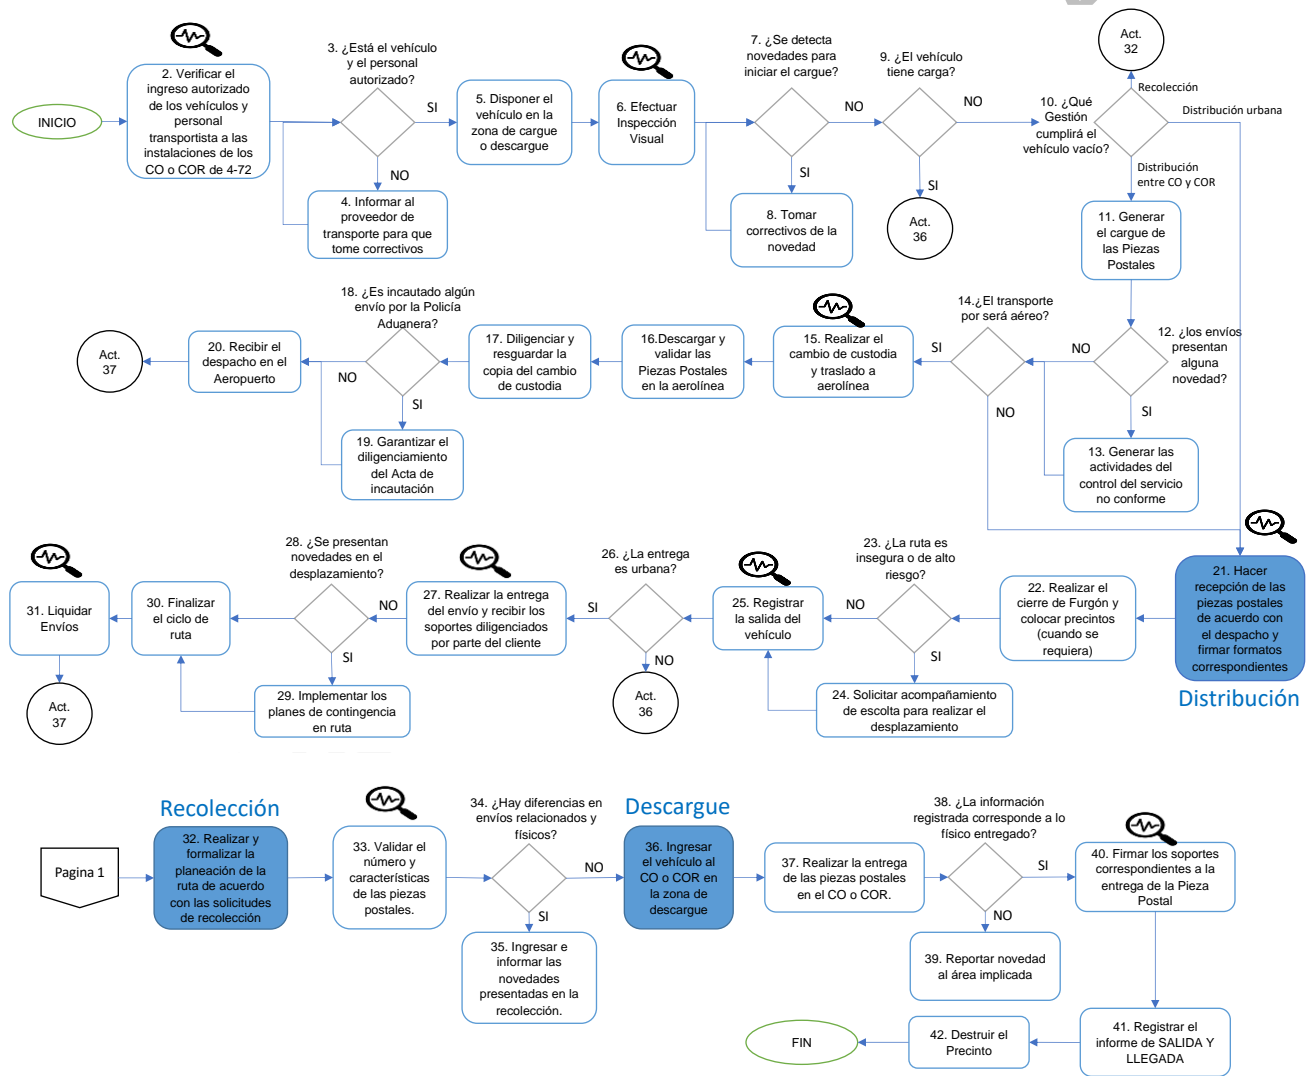 INICIO
2. Verificar el
ingreso autorizado
de los vehículos y
personal
transportista a las
instalaciones de los
CO o COR de 4-72
3. ¿Está el vehículo
y el personal
autorizado?
SI
NO
4. Informar al
proveedor de
transporte para que
tome correctivos
5. Disponer el
vehículo en la
zona de cargue
o descargue
6. Efectuar
Inspección
Visual
7. ¿Se detecta
novedades para
iniciar el cargue?
NO
SI
8. Tomar
correctivos de la
novedad
9. ¿El vehículo
tiene carga?
NO
SI
Act.
36
10. ¿Qué
Gestión
cumplirá el
vehículo vacío?
Act.
32
Recolección
Distribución urbana
Distribución
entre CO y COR
11. Generar
el cargue de
las Piezas
Postales
12. ¿los envíos
presentan
alguna
novedad?
NO
SI
13. Generar las
actividades del
control del servicio
no conforme
14.¿El transporte
por será aéreo?
SI
NO
15. Realizar el
cambio de custodia
y traslado a
aerolínea
16.Descargar y
validar las
Piezas Postales
en la aerolínea
17. Diligenciar y
resguardar la
copia del cambio
de custodia
18. ¿Es incautado algún
envío por la Policía
Aduanera?
NO
SI
19. Garantizar el
diligenciamiento
del Acta de
incautación
20. Recibir el
despacho en el
Aeropuerto
Act.
37
21. Hacer
recepción de las
piezas postales
de acuerdo con
el despacho y
firmar formatos
correspondientes
Distribución
22. Realizar el
cierre de Furgón y
colocar precintos
(cuando se
requiera)
23. ¿La ruta es
insegura o de alto
riesgo?
NO
SI
24. Solicitar acompañamiento
de escolta para realizar el
desplazamiento
25. Registrar
la salida del
vehículo
26. ¿La entrega
es urbana?
SI
NO
Act.
36
27. Realizar la entrega
del envío y recibir los
soportes diligenciados
por parte del cliente
28. ¿Se presentan
novedades en el
desplazamiento?
NO
SI
29. Implementar los
planes de contingencia
en ruta
30. Finalizar
el ciclo de
ruta
31. Liquidar
Envíos
Act.
37
Pagina 1
Recolección
32. Realizar y
formalizar la
planeación de la
ruta de acuerdo
con las solicitudes
de recolección
33. Validar el
número y
características
de las piezas
postales.
34. ¿Hay diferencias en
envíos relacionados y
físicos?
NO
SI
35. Ingresar e
informar las
novedades
presentadas en la
recolección.
Descargue
36. Ingresar
el vehículo al
CO o COR en
la zona de
descargue
37. Realizar la entrega
de las piezas postales
en el CO o COR.
38. ¿La información
registrada corresponde a lo
físico entregado?
SI
NO
39. Reportar novedad
al área implicada
40. Firmar los soportes
correspondientes a la
entrega de la Pieza
Postal
41. Registrar el
informe de SALIDA Y
LLEGADA
42. Destruir el
Precinto
FIN